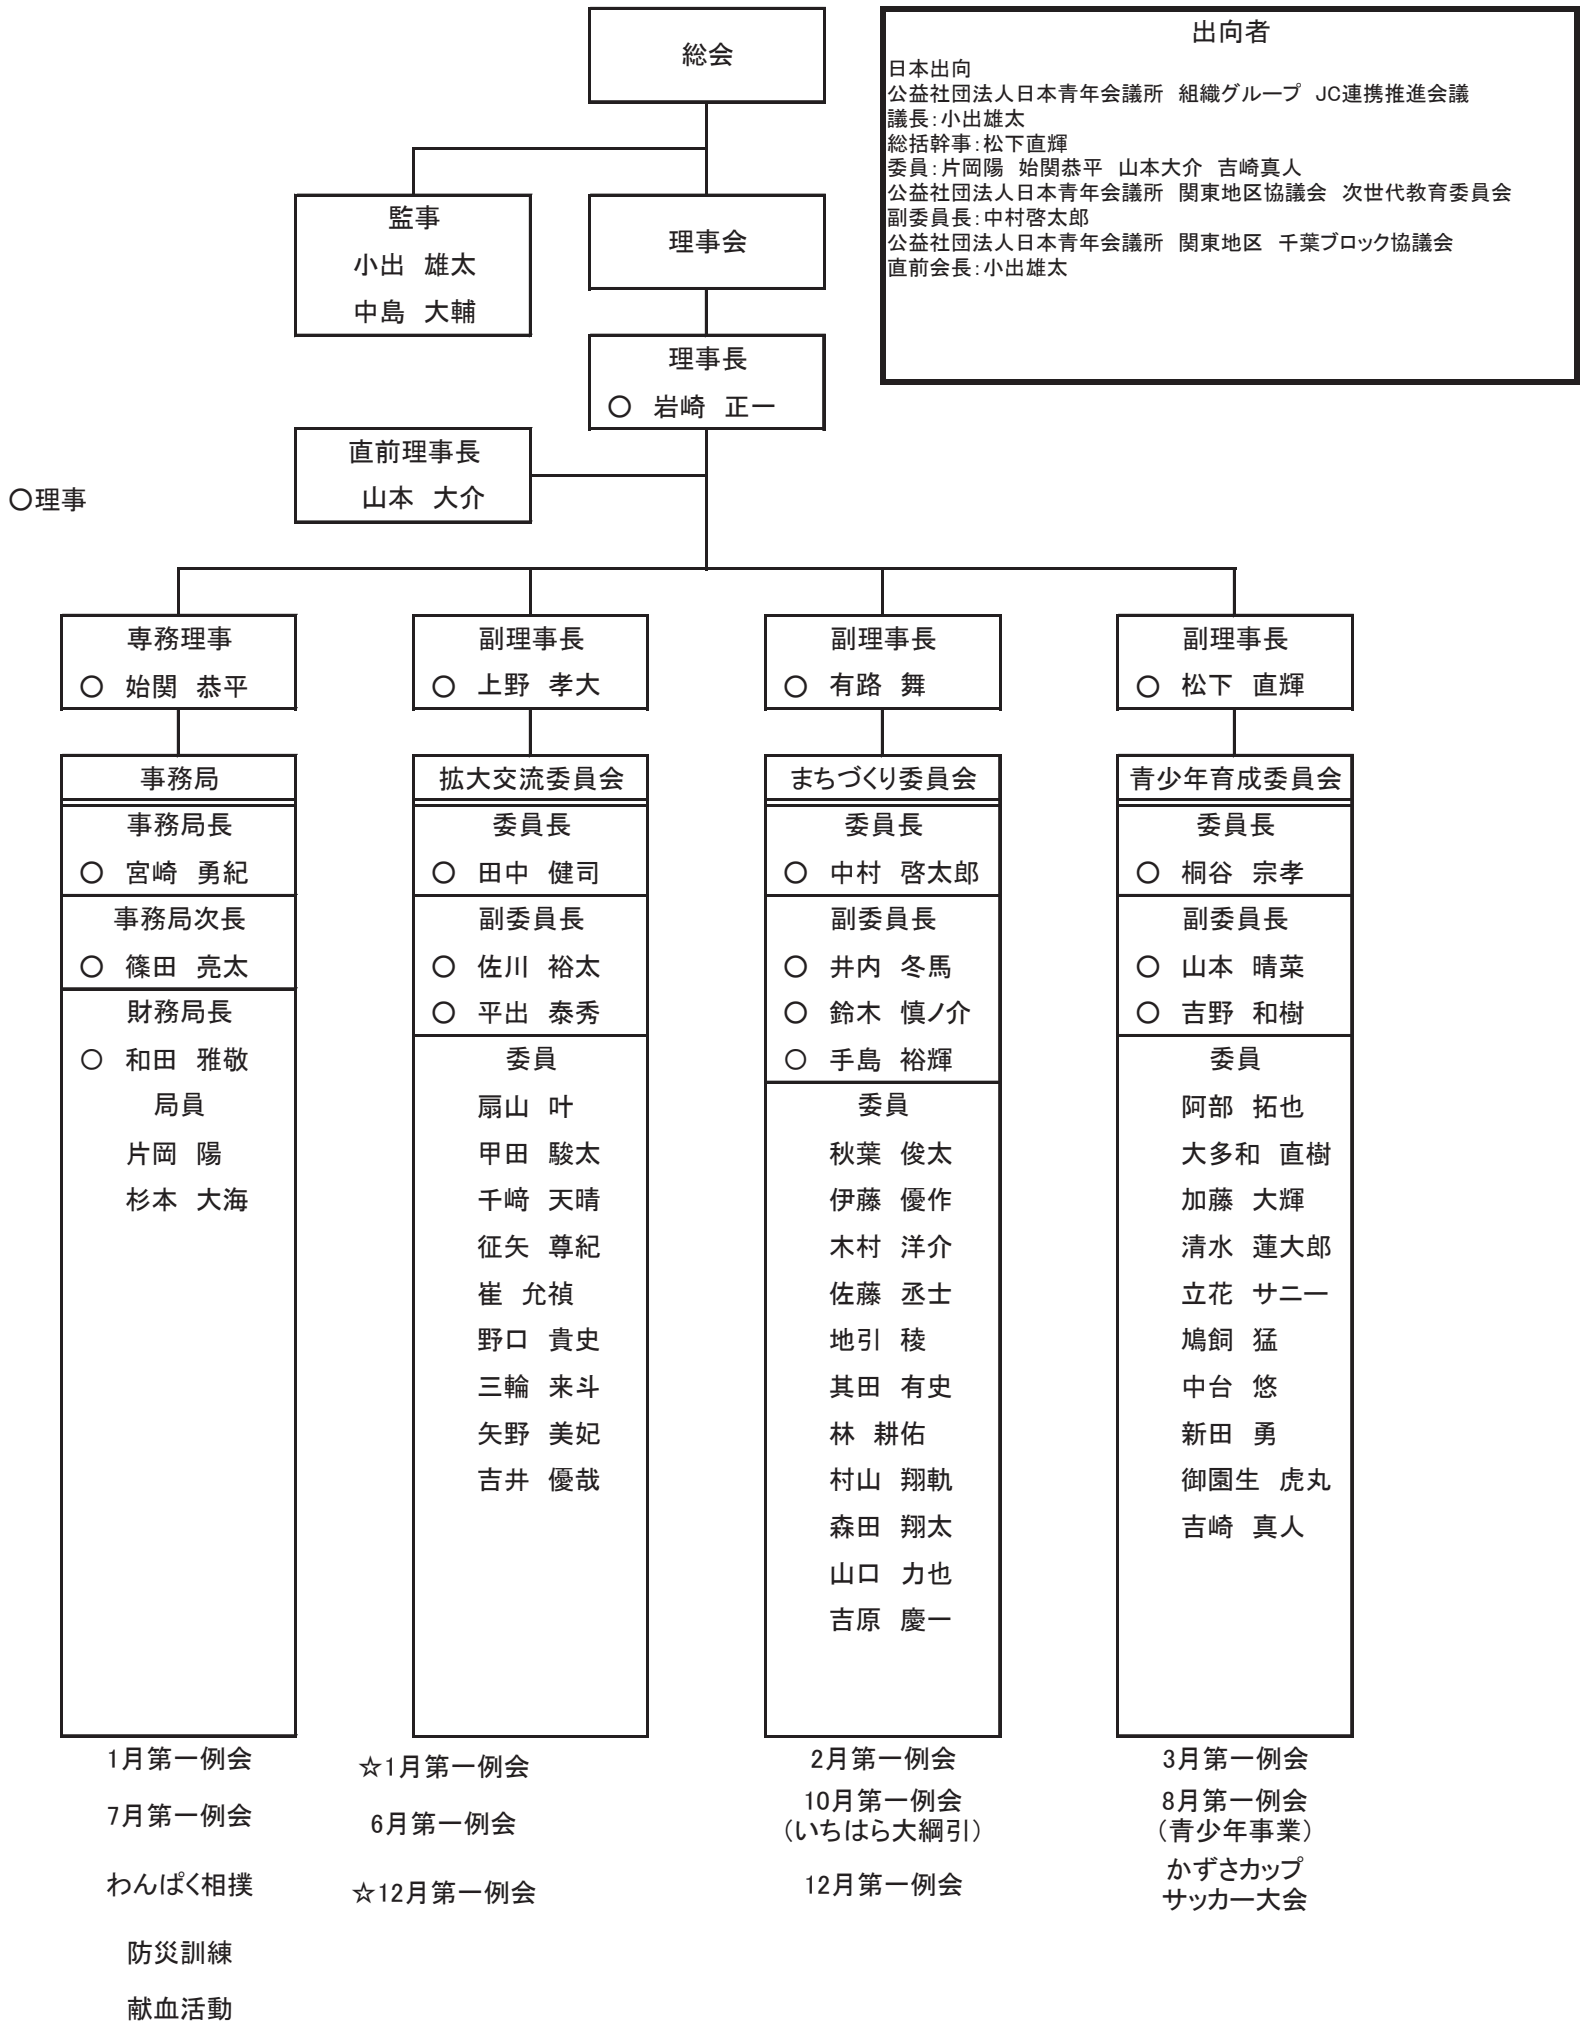 総会
出向者
日本出向
公益社団法人日本青年会議所　組織グループ　JC連携推進会議
議長：小出雄太
総括幹事：松下直輝
委員：片岡陽　始関恭平　山本大介　吉崎真人
公益社団法人日本青年会議所　関東地区協議会　次世代教育委員会
副委員長：中村啓太郎
公益社団法人日本青年会議所　関東地区　千葉ブロック協議会
直前会長：小出雄太
監事
小出　雄太
中島　大輔
理事会
理事長
○　岩崎　正一
直前理事長
山本　大介
○理事
専務理事
○　始関　恭平
事務局
事務局長
○　宮崎　勇紀
事務局次長
○　篠田　亮太
財務局長
○　和田　雅敬
局員
片岡　陽
杉本　大海
1月第一例会
7月第一例会
わんぱく相撲
防災訓練
献血活動
副理事長
○　上野　孝大
拡大交流委員会
委員長
○　田中　健司
副委員長
○　佐川　裕太
○　平出　泰秀
委員
扇山　叶
甲田　駿太
千﨑　天晴
征矢　尊紀
崔　允禎
野口　貴史
三輪　来斗
矢野　美妃
吉井　優哉
☆1月第一例会
6月第一例会
☆12月第一例会
副理事長
○　有路　舞
まちづくり委員会
委員長
○　中村　啓太郎
副委員長
○　井内　冬馬
○　鈴木　慎ノ介
○　手島　裕輝
委員
秋葉　俊太
伊藤　優作
木村　洋介
佐藤　丞士
地引　稜
其田　有史
林　耕佑
村山　翔軌
森田　翔太
山口　力也
吉原　慶一
2月第一例会
10月第一例会
（いちはら大綱引）
12月第一例会
副理事長
○　松下　直輝
青少年育成委員会
委員長
○　桐谷　宗孝
副委員長
○　山本　晴菜
○　吉野　和樹
委員
阿部　拓也
大多和　直樹
加藤　大輝
清水　蓮大郎
立花　サニー
鳩飼　猛
中台　悠
新田　勇
御園生　虎丸
吉崎　真人
3月第一例会
8月第一例会
（青少年事業）
かずさカップ
サッカー大会